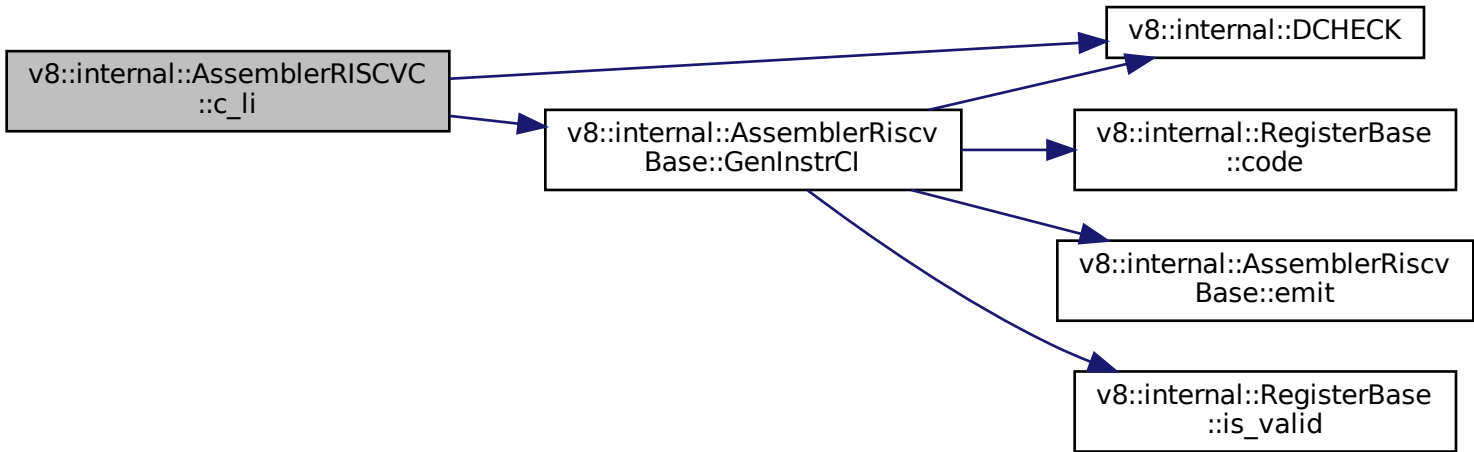 v8::internal::AssemblerRISCVC
::c_li
v8::internal::AssemblerRiscv
Base::GenInstrCI
v8::internal::DCHECK
v8::internal::RegisterBase
::code
v8::internal::AssemblerRiscv
Base::emit
v8::internal::RegisterBase
::is_valid